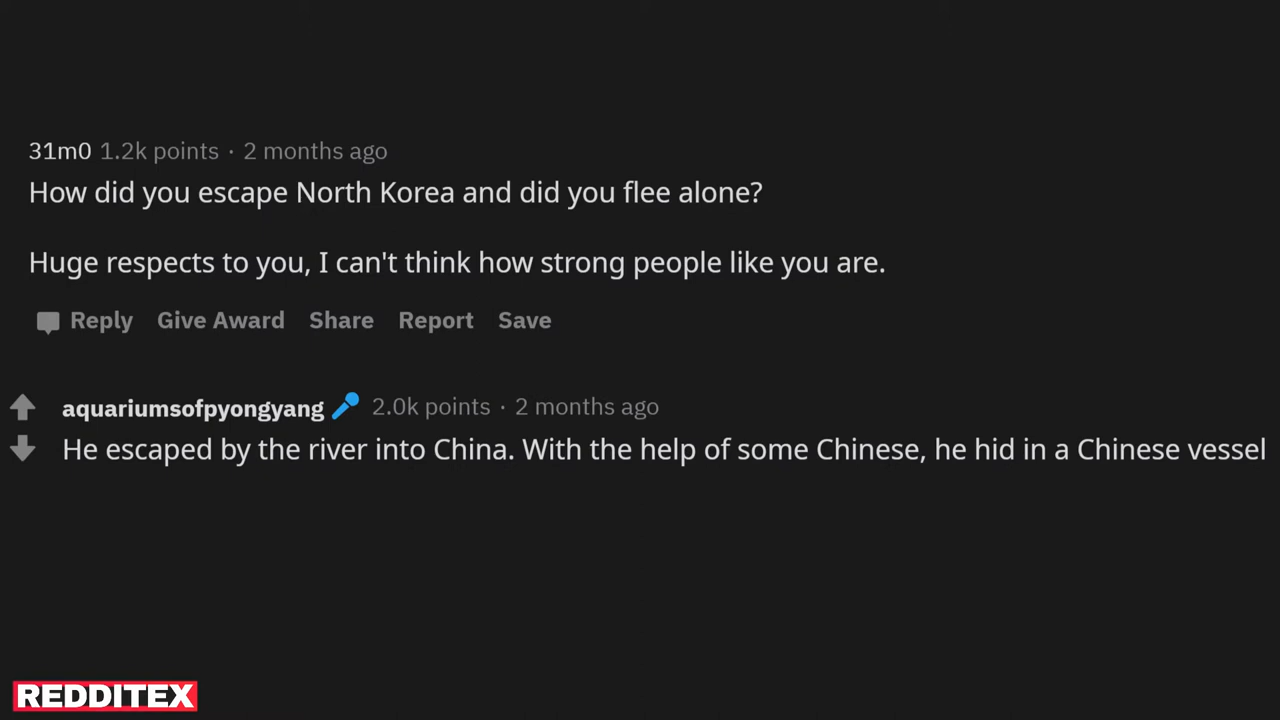 31m0 1.2k points · 2 months ago
How did you escape North Korea and did you flee alone?
Huge respects to you, I can't think how strong people like you are.
Reply Give Award Share Report Save
aquariumsofpyongyang 2.0k points · 2 months ago
He escaped by the river into China. With the help of some Chinese, he hid in a Chinese vessel
REDDITEX